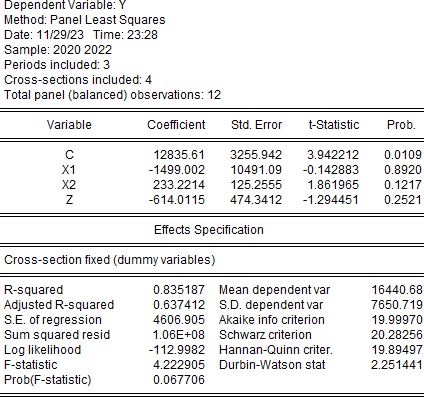 Dependent Variable: Y
Method: Panel Least Squares
Date: 11/29/23 Time: 23:28
Sample: 2020 2022
Periods included: 3
Cross-sections included: 4
Total panel (balanced) observations: 12
Variable Coefficient Std. Error t-Statistic Prob.
C 12835.61 3255.942 3.942212 0.0109
X1 -1499.002 10491.09 -0.142883 0.8920
X2 233.2214 125.2555 1.861965 0.1217
Z -614.0115 474.3412 -1.294451 0.2521
Effects Specification
Cross-section fixed (dummy variables)
R-squared 0.835187 Mean dependent var 16440.68
Adjusted R-squared 0.637412 S.D. dependent var 7650.719
S.E. of regression 4606.905 Akaike info criterion 19.99970
Sum squared resid 1.06E+08 Schwarz criterion 20.28256
Log likelihood -112.9982 Hannan-Quinn criter. 19.89497
F-statistic 4.222905 Durbin-Watson stat 2.251441
Prob(F-statistic) 0.067706